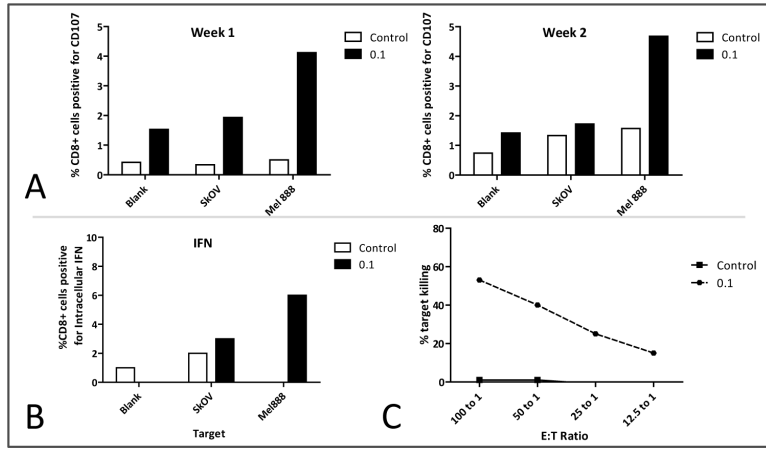 Week 1
% CD8+ cells positive for CD107
5
4
3
2
1
0
Blank
SkOV
Mel 888
Control
0.1
A
Week 2
% CD8+ cells positive for CD107
5
4
3
2
1
0
Blank
SkOV
Mel 888
Control
0.1
IFN
%CD8+ cells positive
for Intracellular IFN
10
8
6
4
2
0
Blank
SkOV
Mel888
Target
Control
0.1
B
% target killing
80
60
40
20
0
100 to 1
50 to 1
25 to 1
12.5 to 1
E:T Ratio
Control
0.1
C